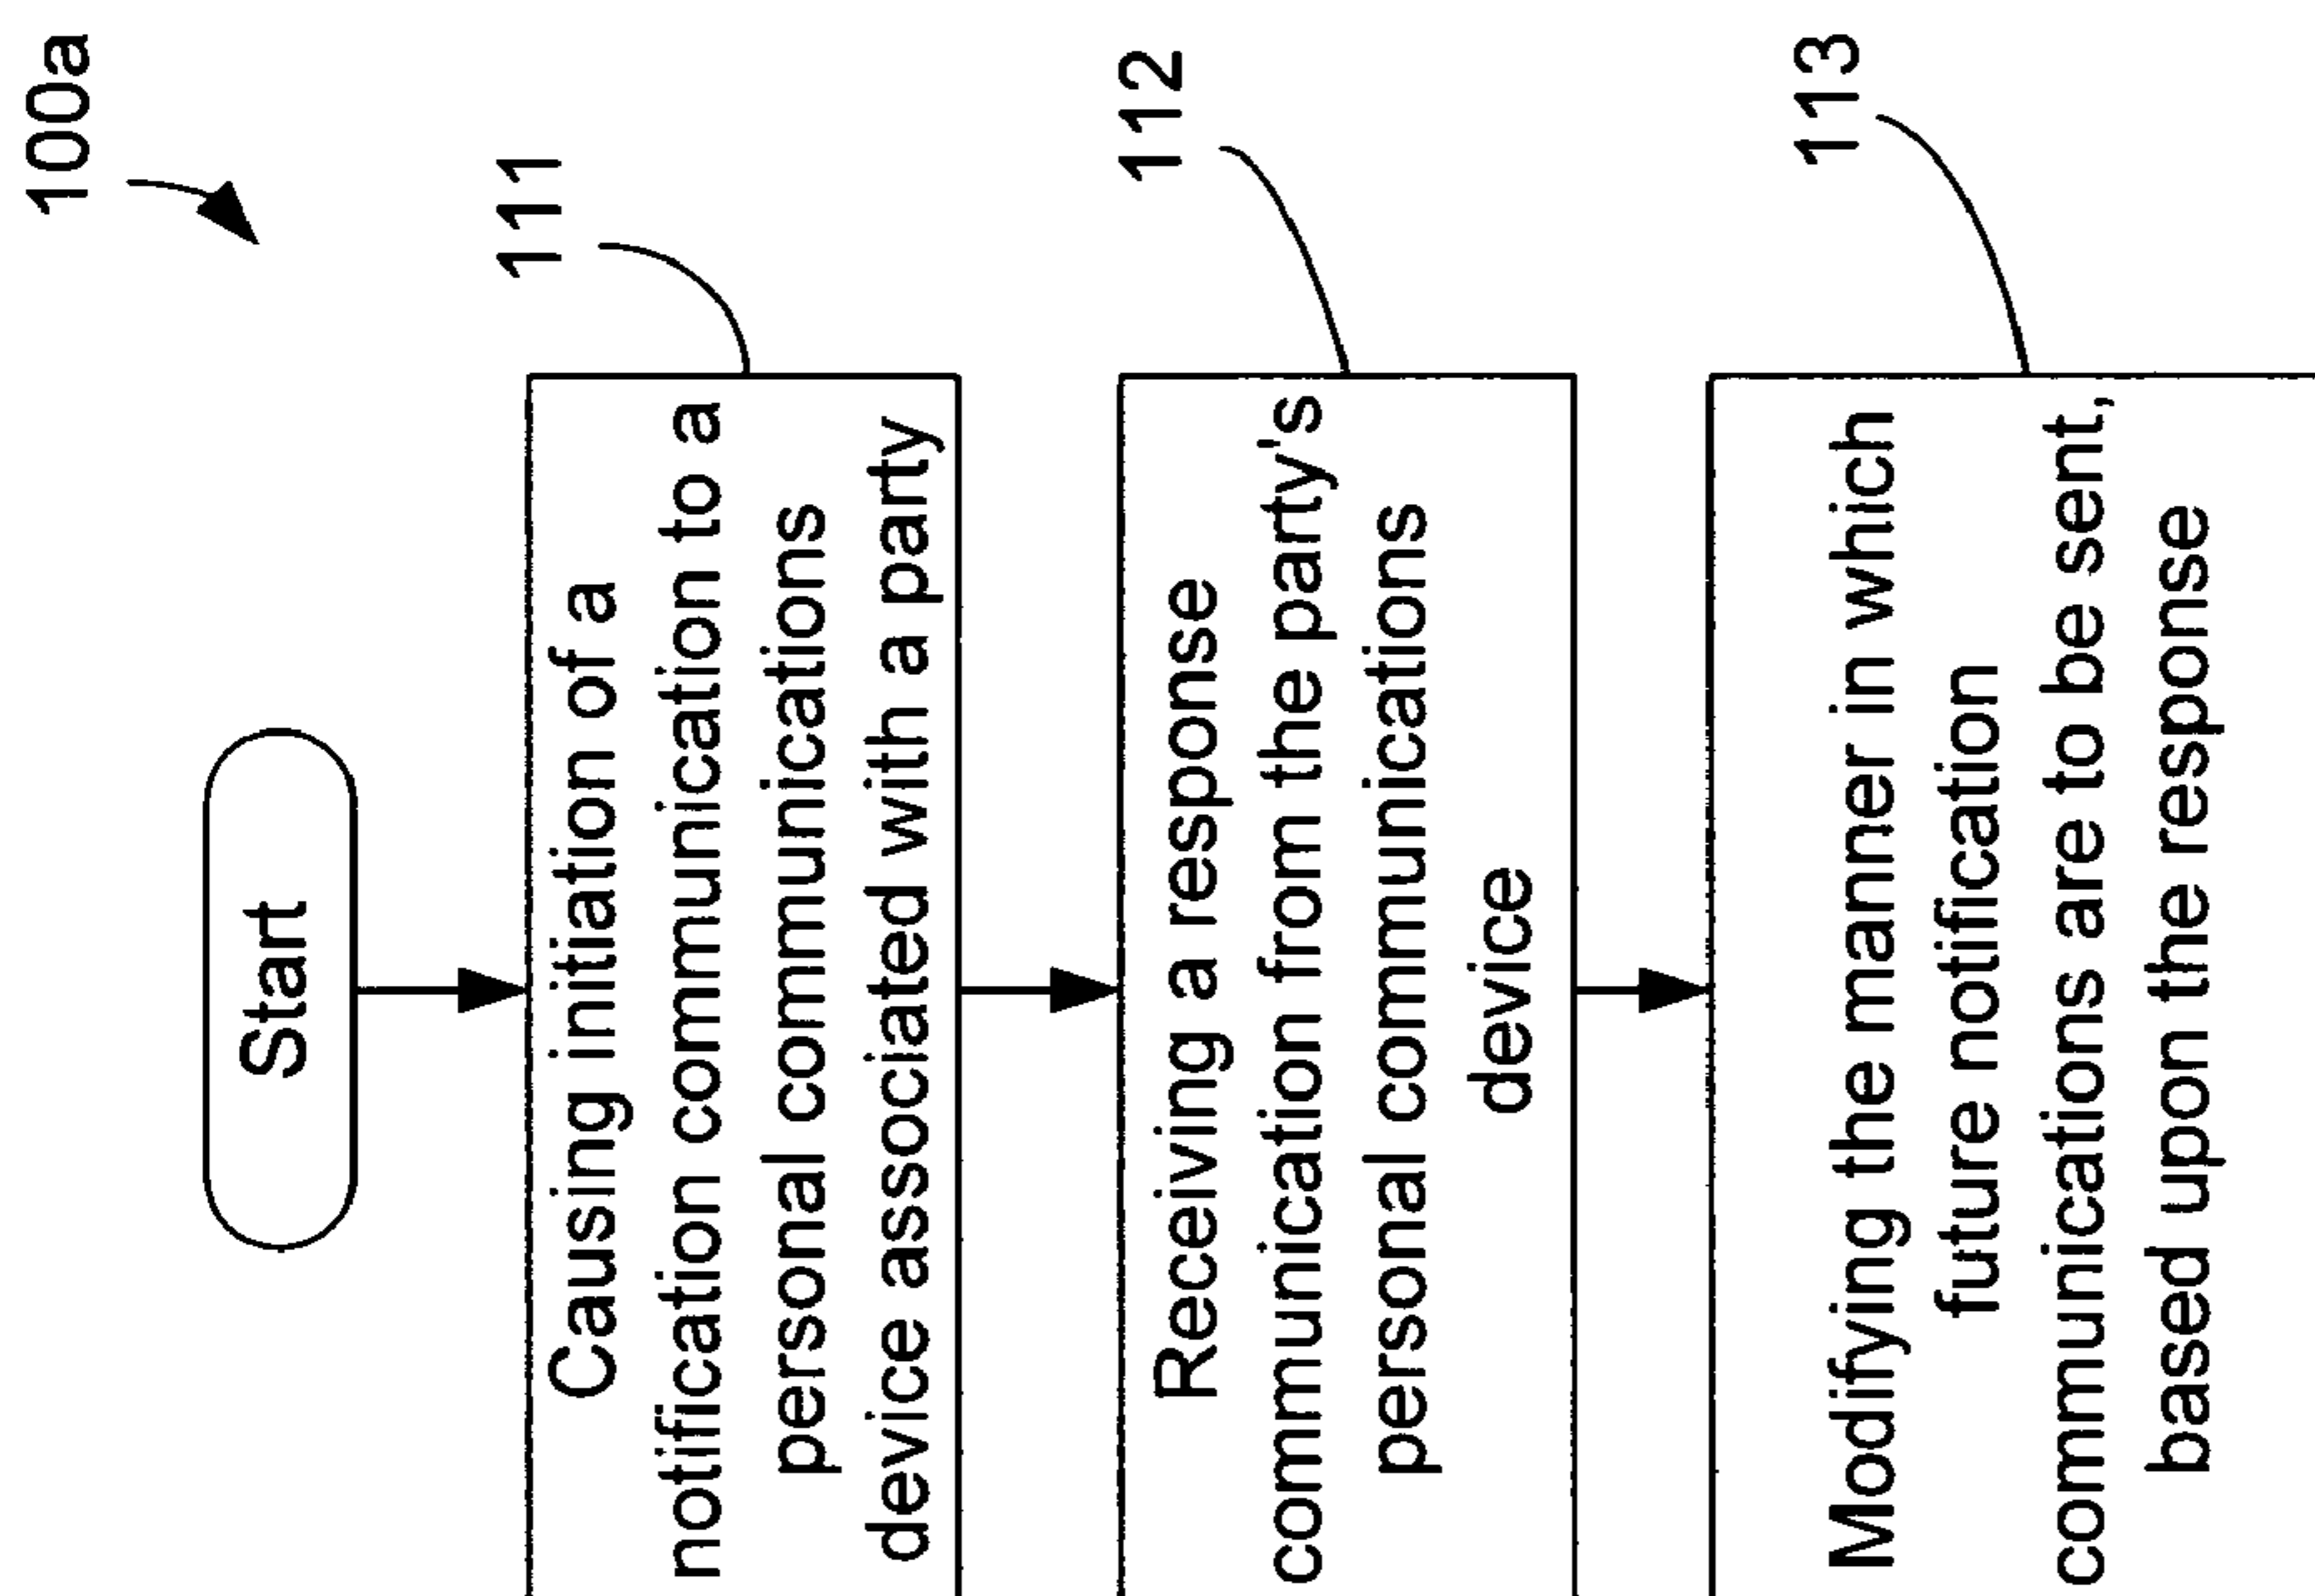 100a
Start
111
Causing initiation of a
notification communication to a
personal communications
device associated with a party
112
Receiving a response
communication from the party's
personal communications
device
113
Modifying the manner in which
future notification
communications are to be sent,
based upon the response